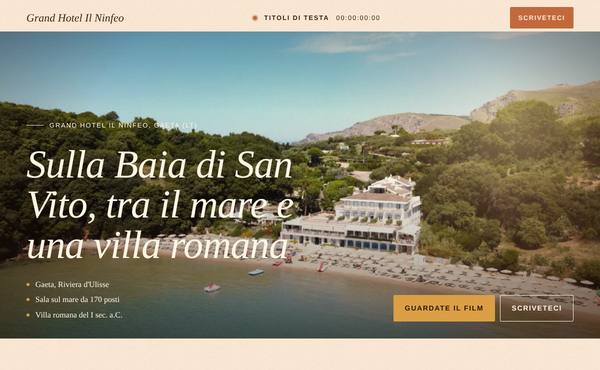 Grand Hotel Il Ninfeo
TITOLI DI TESTA 00:00:00:00
SCRIVETECI
GRAND HOTEL IL NINFEO, GAETA (LT)
Sulla Baia di San
Vito, tra il mare e
una villa romana
Gaeta, Riviera d'Ulisse
Sala sul mare da 170 posti
Villa romana del I sec. a.C.
GUARDATE IL FILM
SCRIVETECI